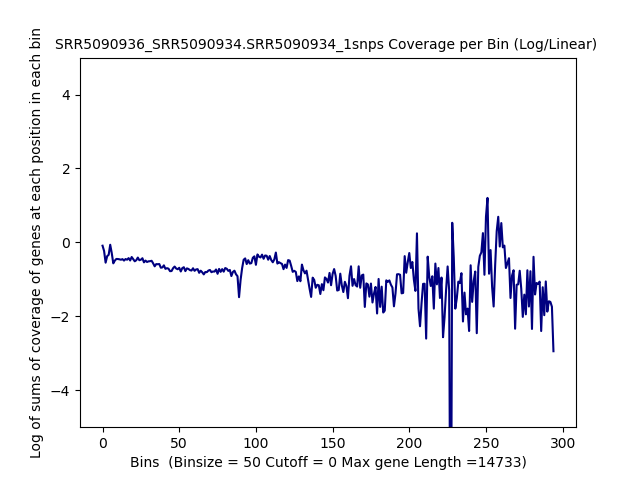 SRR5090936_SRR5090934.SRR5090934_1snps Coverage per Bin (Log/Linear)
Log of sums of coverage of genes at each position in each bin
4
2
0
−2
−4
0 50 100 150 200 250 300
Bins  (Binsize = 50 Cutoff = 0 Max gene Length =14733)